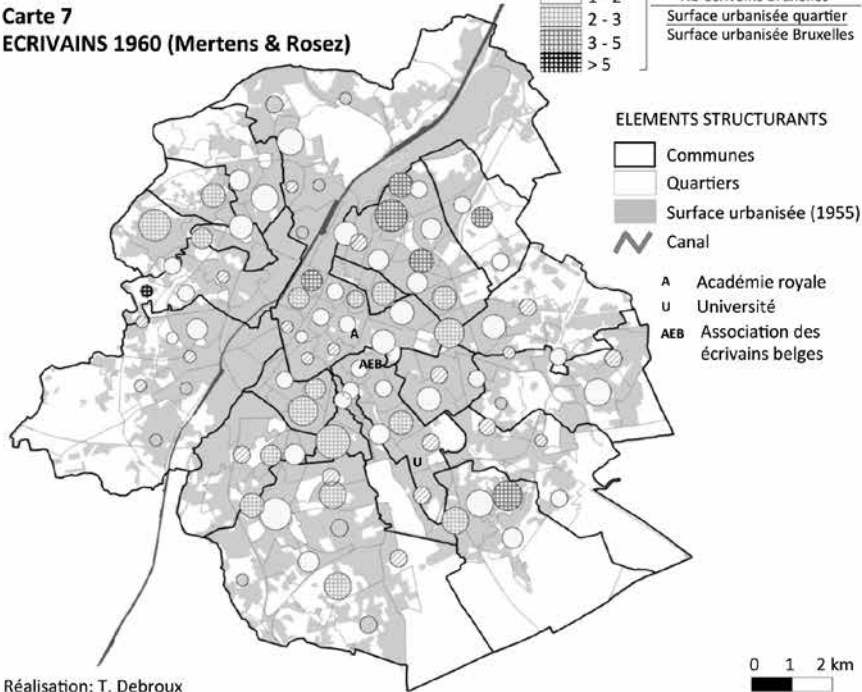 Carte 7
ECRIVAINS 1960 (Mertens & Rosez)
2 - 3
3 - 5
> 5
Surface urbanisée quartier
Surface urbanisée Bruxelles
ELEMENTS STRUCTURANTS
Communes
Quartiers
Surface urbanisée (1955)
Canal
A Académie royale
U Université
AEB Association des
écrivains belges
A
AEB
U
0 1 2 km
Réalisation: T. Debroux